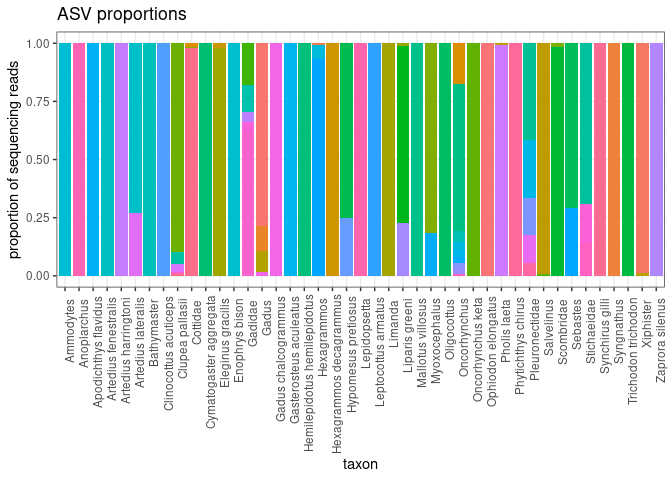 ASV proportions
proportion of sequencing reads
1.00
0.75
0.50
0.25
0.00
Ammodytes
Anoplarchus
Apodichthys flavidus
Artedius fenestralis
Artedius harringtoni
Artedius lateralis
Bathymaster
Clinocottus acuticeps
Clupea pallasii
Cottidae
Cymatogaster aggregata
Eleginus gracilis
Enophrys bison
Gadidae
Gadus
Gadus chalcogrammus
Gasterosteus aculeatus
Hemilepidotus hemilepidotus
Hexagrammos
Hexagrammos decagrammus
Hypomesus pretiosus
Lepidopsetta
Leptocottus armatus
Limanda
Liparis greeni
Mallotus villosus
Myoxocephalus
Oligocottus
Oncorhynchus
Oncorhynchus keta
Ophiodon elongatus
Pholis laeta
Phytichthys chirus
Pleuronectidae
Salvelinus
Scombridae
Sebastes
Stichaeidae
Synchirus gilli
Syngnathus
Trichodon trichodon
Xiphister
Zaprora silenus
taxon